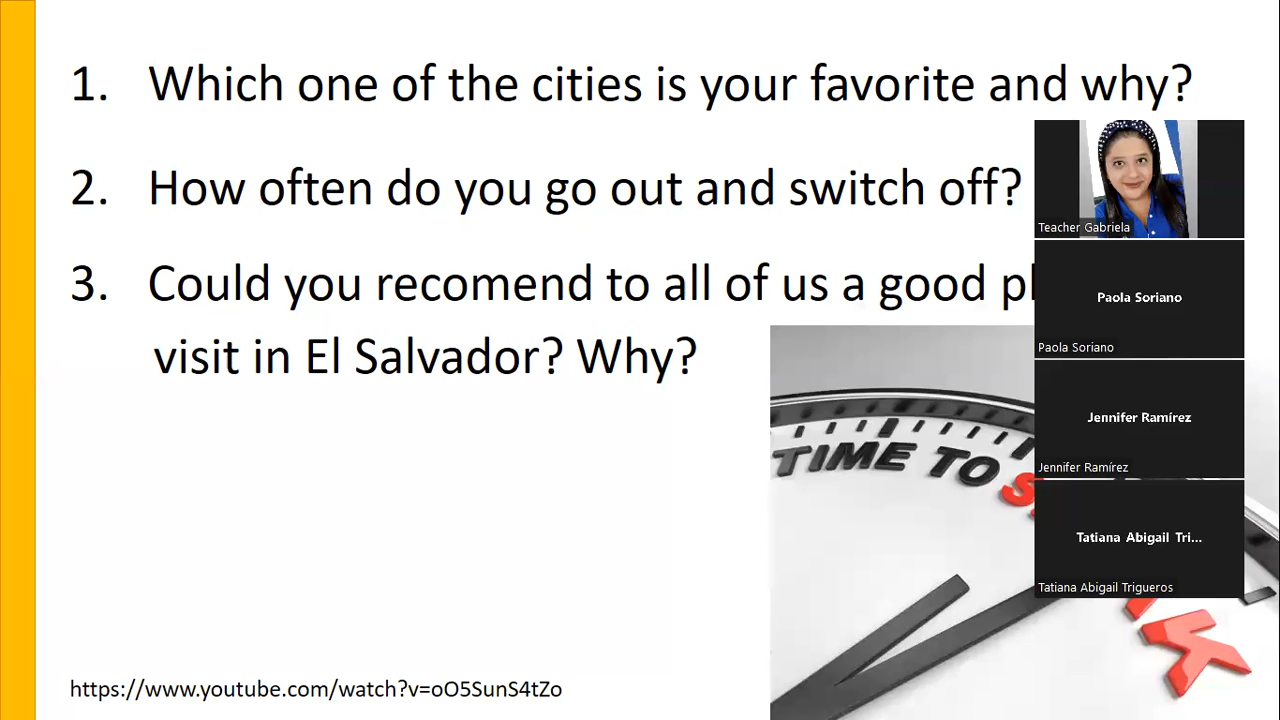 1. Which one of the cities is your favorite and why?
2. How often do you go out and switch off?
3. Could you recomend to all of us a good
visit in El Salvador? Why?
Teacher Gabriela
Paola Soriano
Paola Soriano
Jennifer Ramírez
Jennifer Ramírez
TIME TO
Tatiana Abigail Tri...
Tatiana Abigail Trigueros
https://www.youtube.com/watch?v=oO5SunS4tZo